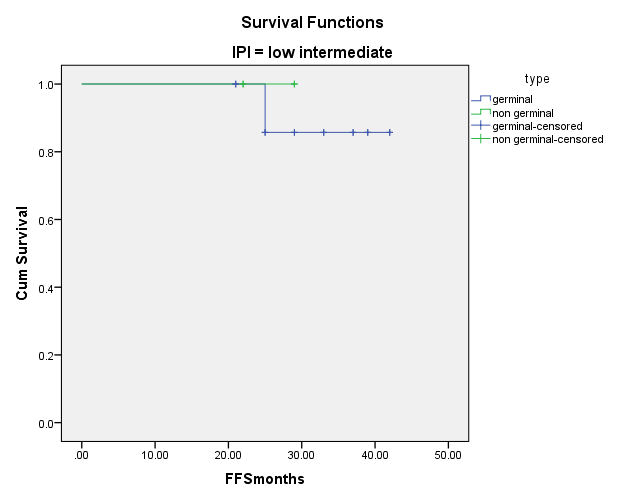 Survival Functions
IPI = low intermediate
type
germinal
non germinal
germinal-censored
non germinal-censored
Cum Survival
1.0
0.8
0.6
0.4
0.2
0.0
.00
10.00
20.00
30.00
40.00
50.00
FFSmonths